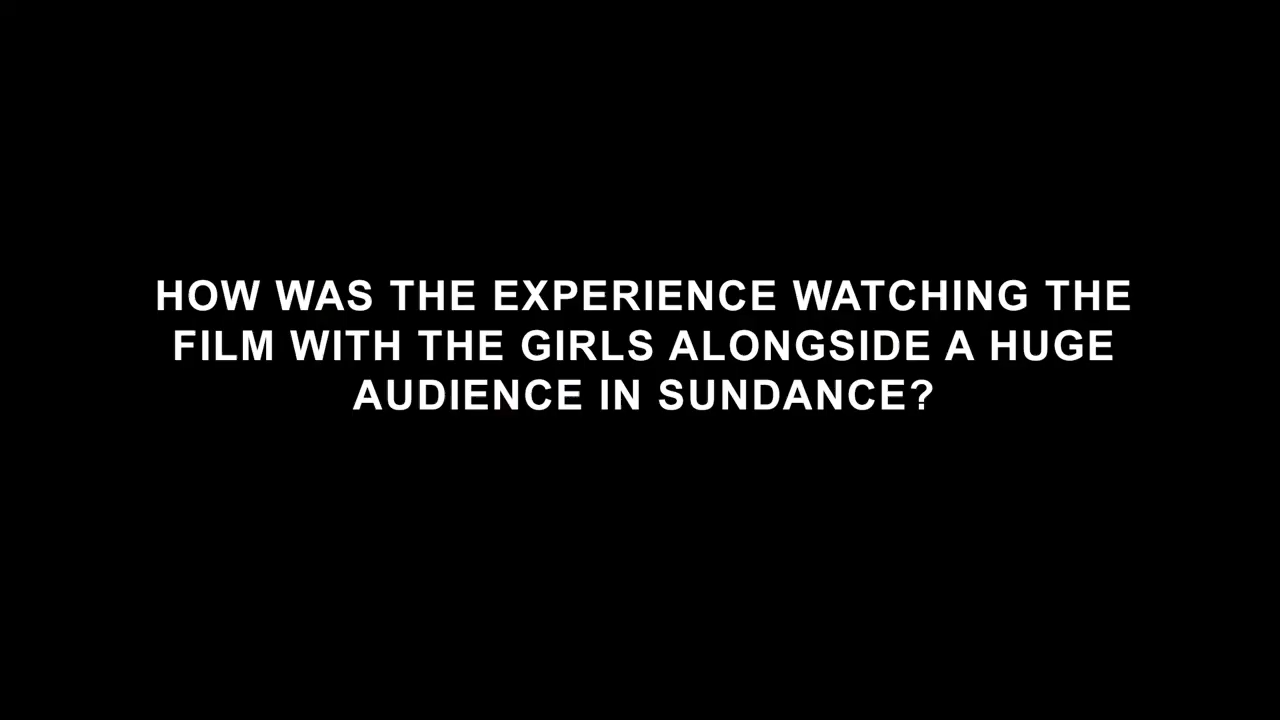 HOW WAS THE EXPERIENCE WATCHING THE
FILM WITH THE GIRLS ALONGSIDE A HUGE
AUDIENCE IN SUNDANCE?